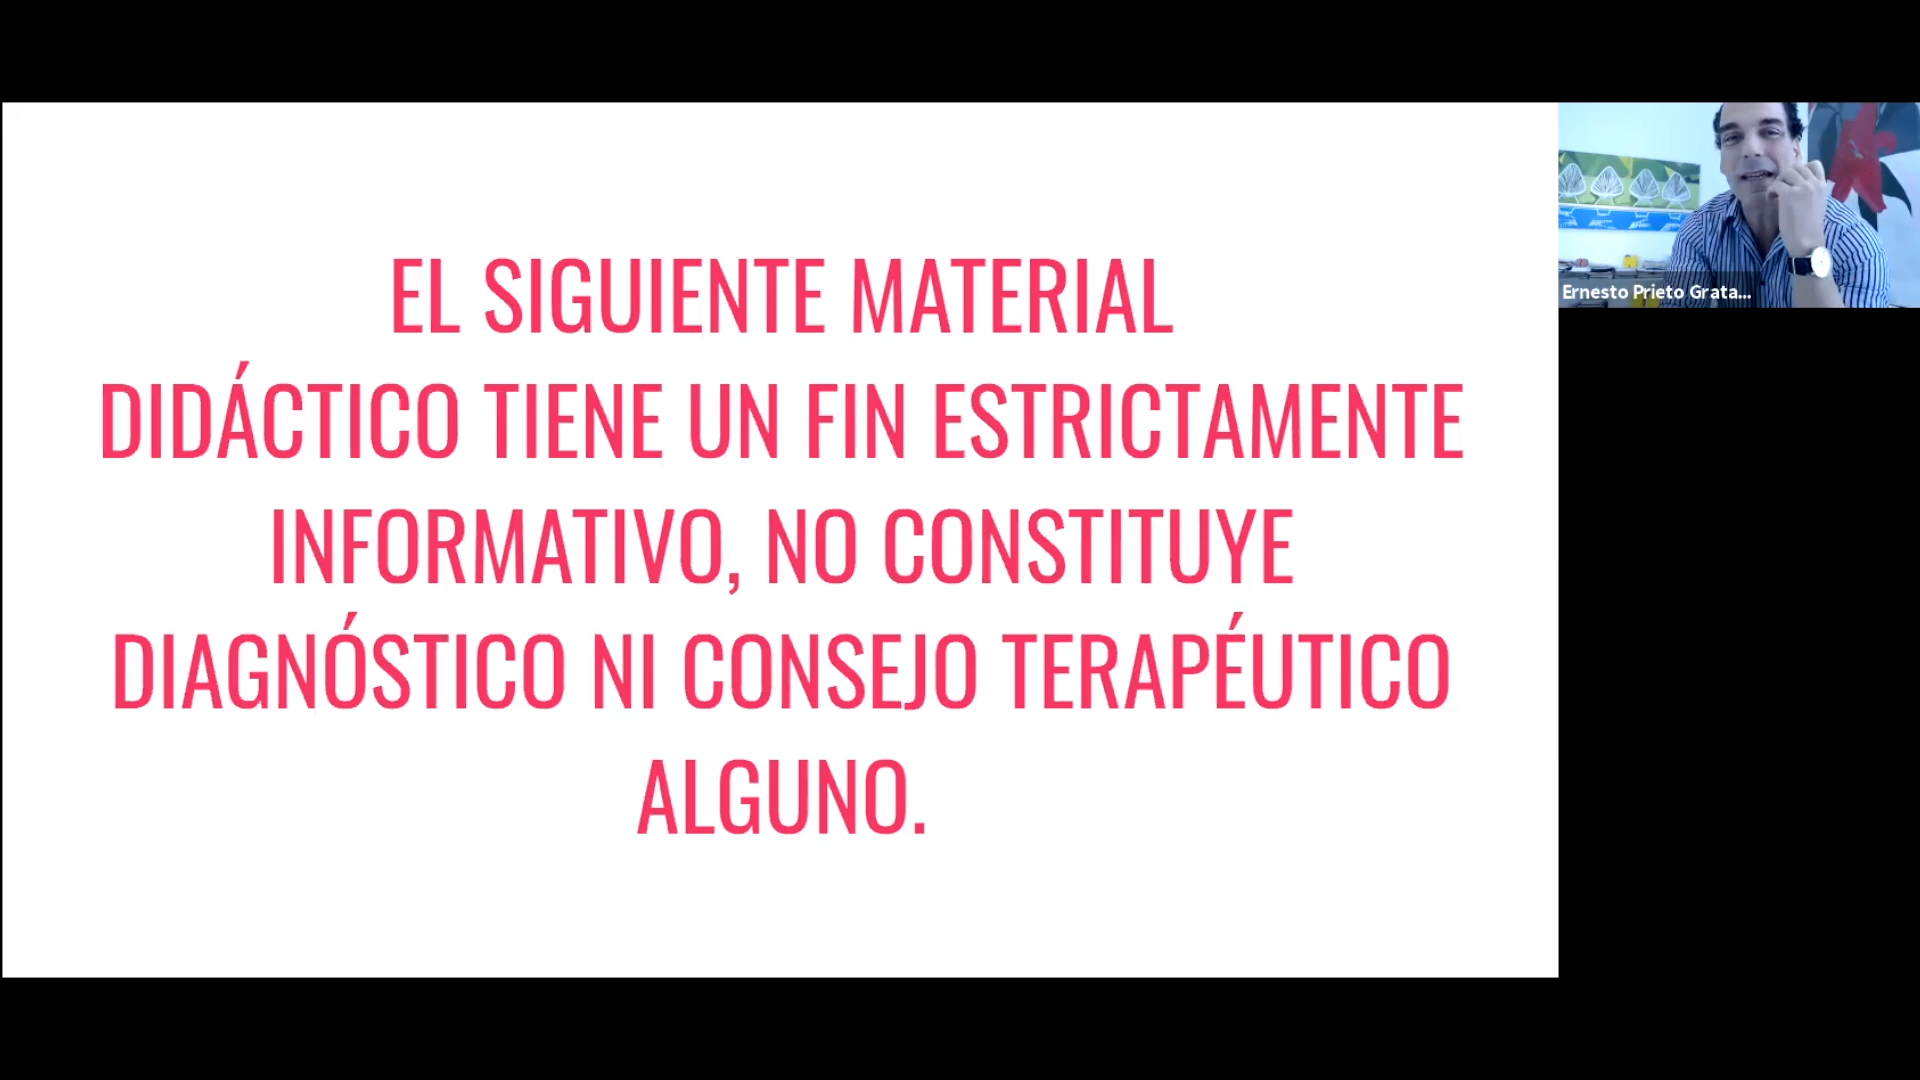 EL SIGUIENTE MATERIAL
DIDÁCTICO TIENE UN FIN ESTRICTAMENTE
INFORMATIVO, NO CONSTITUYE
DIAGNÓSTICO NI CONSEJO TERAPÉUTICO
ALGUNO.
Ernesto Prieto Grata...